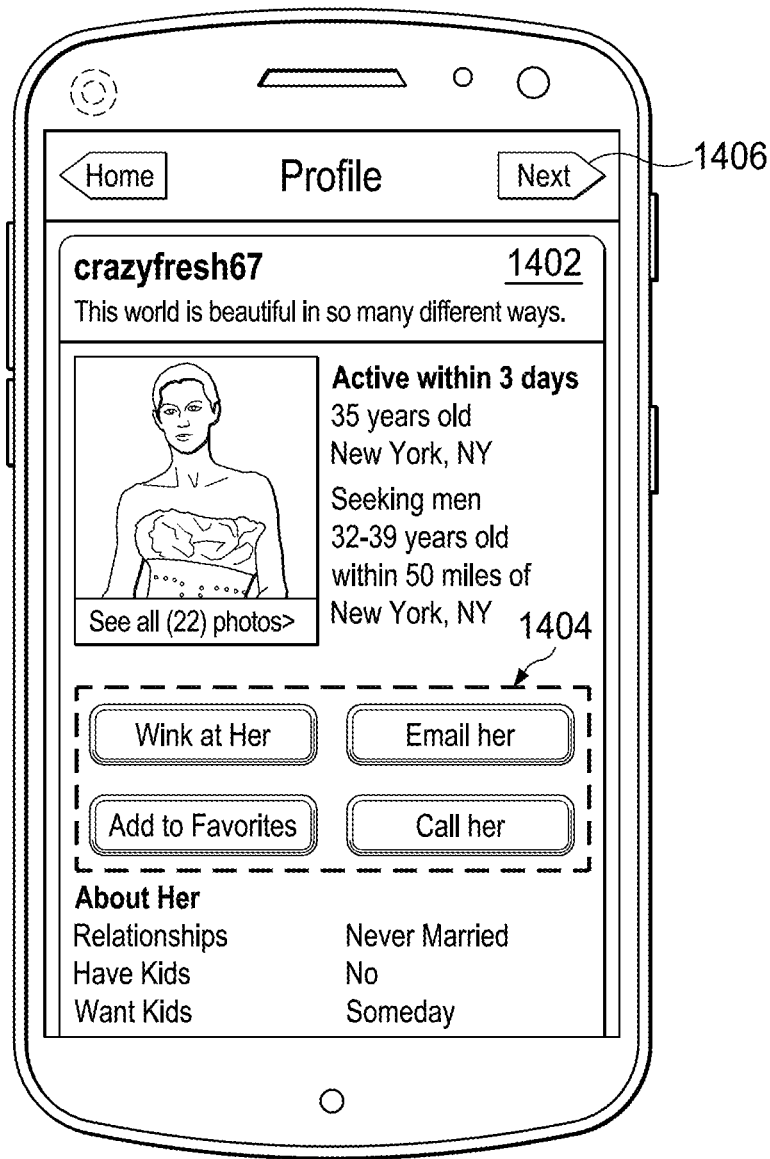 Home Profile Next 1406
crazyfresh67 1402
This world is beautiful in so many different ways.
Active within 3 days
35 years old
New York, NY
Seeking men
32-39 years old
within 50 miles of
New York, NY
See all (22) photos>
1404
Wink at Her Email her
Add to Favorites Call her
About Her
Relationships Never Married
Have Kids No
Want Kids Someday